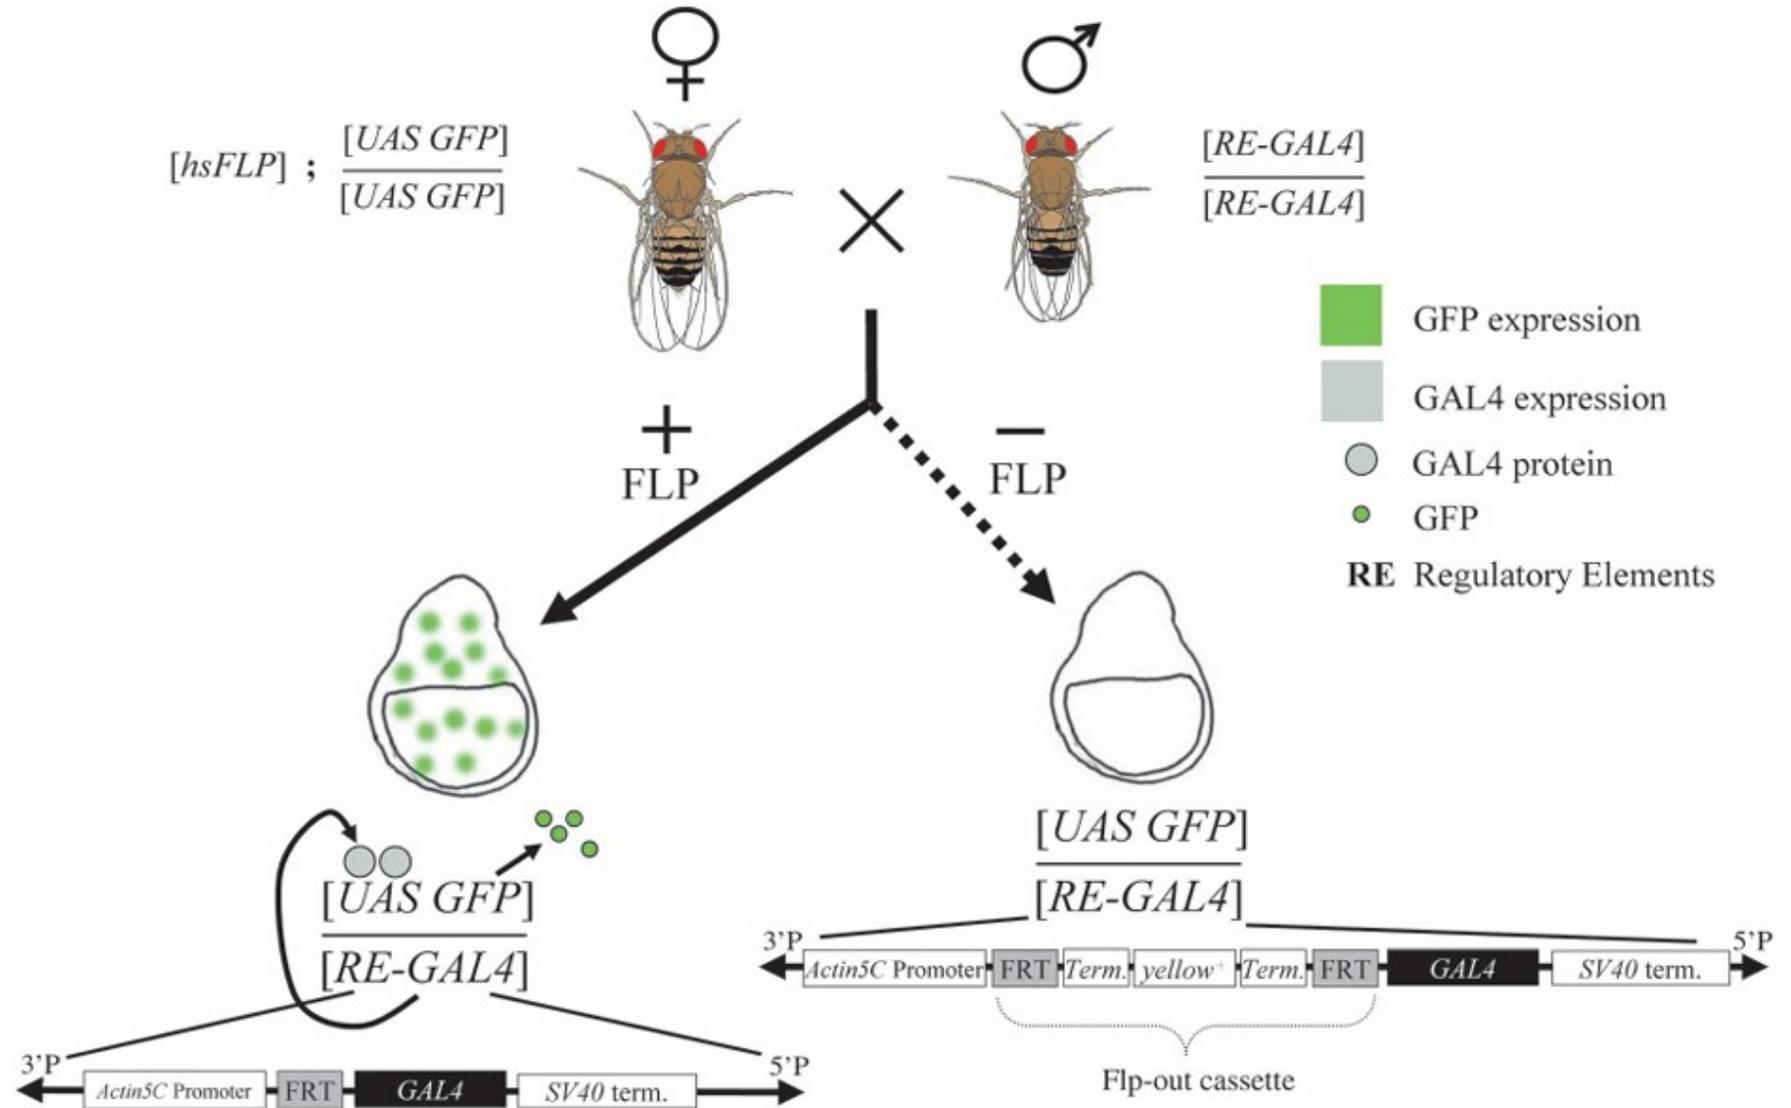 [hsFLP] ; [UAS GFP]
[UAS GFP]
[RE-GAL4]
[RE-GAL4]
GFP expression
GAL4 expression
GAL4 protein
GFP
RE Regulatory Elements
+
FLP
−
FLP
[UAS GFP]
[RE-GAL4]
3'P
5'P
Actin5C Promoter FRT GAL4 SV40 term.
[UAS GFP]
[RE-GAL4]
3'P
5'P
Actin5C Promoter FRT Term. yellow⁺ Term. FRT GAL4 SV40 term.
Flp-out cassette